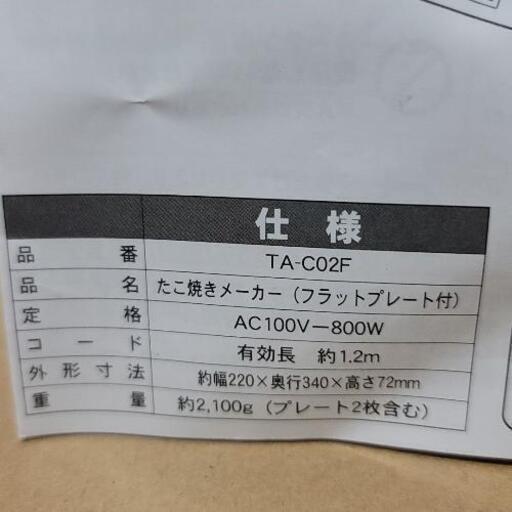 仕様
品番 TA-C02F
品名 たこ焼きメーカー（フラットプレート付）
定格 AC100V－800W
コード 有効長 約1.2m
外形寸法 約幅220×奥行340×高さ72mm
重量 約2,100g（プレート2枚含む）